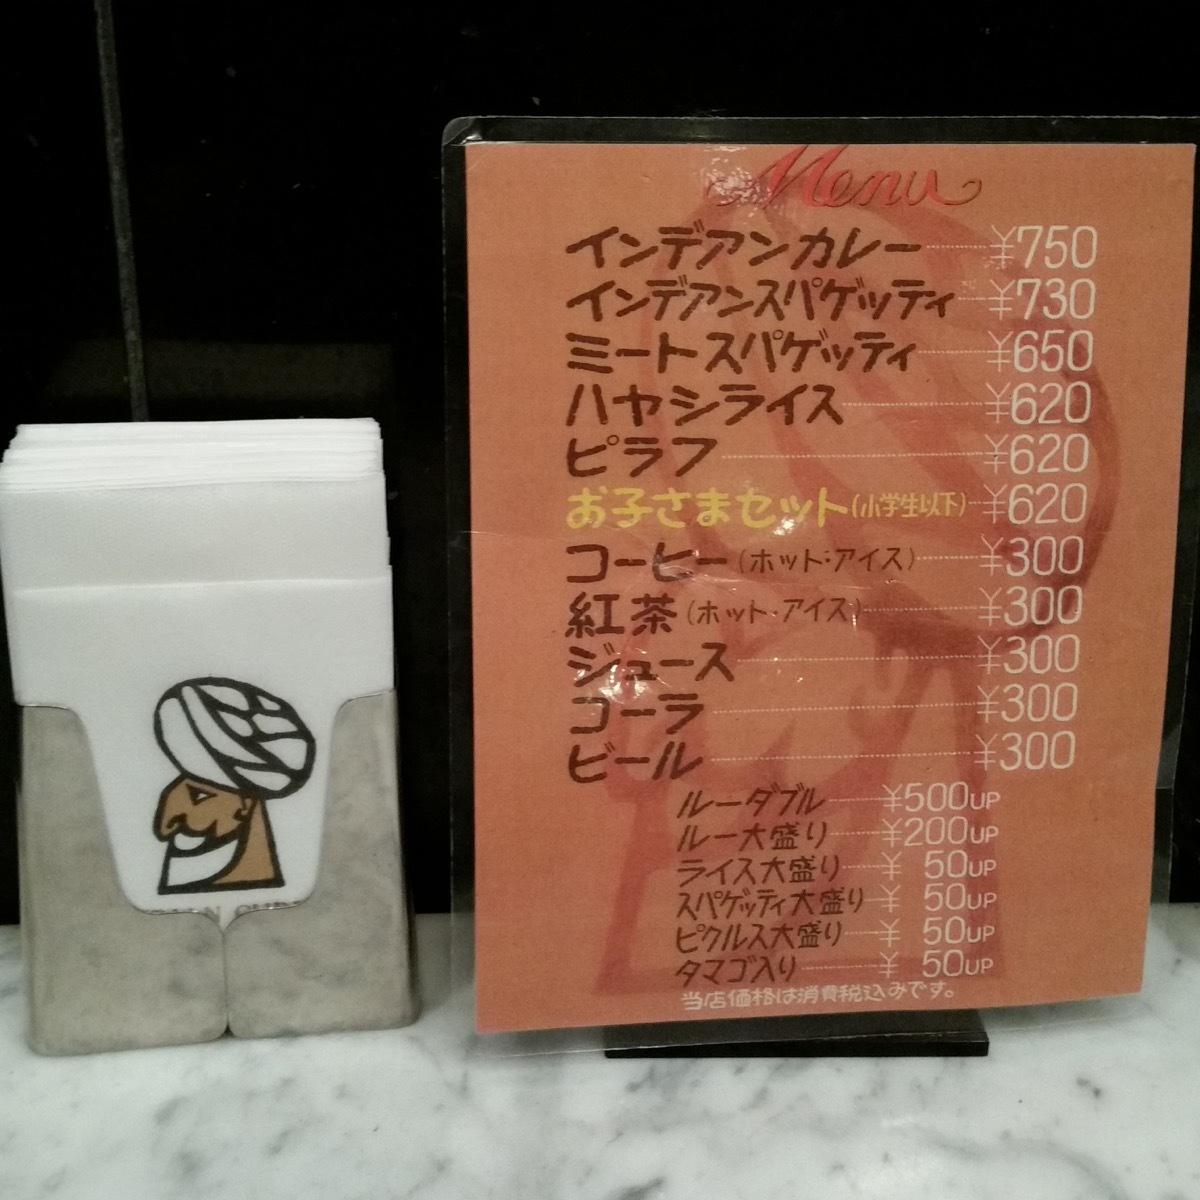 Menu
インデアンカレー ¥750
インデアンスパゲッティ ¥730
ミートスパゲッティ ¥650
ハヤシライス ¥620
ピラフ ¥620
お子さまセット(小学生以下) ¥620
コーヒー(ホット・アイス) ¥300
紅茶(ホット・アイス) ¥300
ジュース ¥300
コーラ ¥300
ビール ¥300
ルーダブル ¥500UP
ルー大盛り ¥200UP
ライス大盛り ¥50UP
スパゲッティ大盛り ¥50UP
ピクルス大盛り ¥50UP
タマゴ入り ¥50UP
当店価格は消費税込みです。